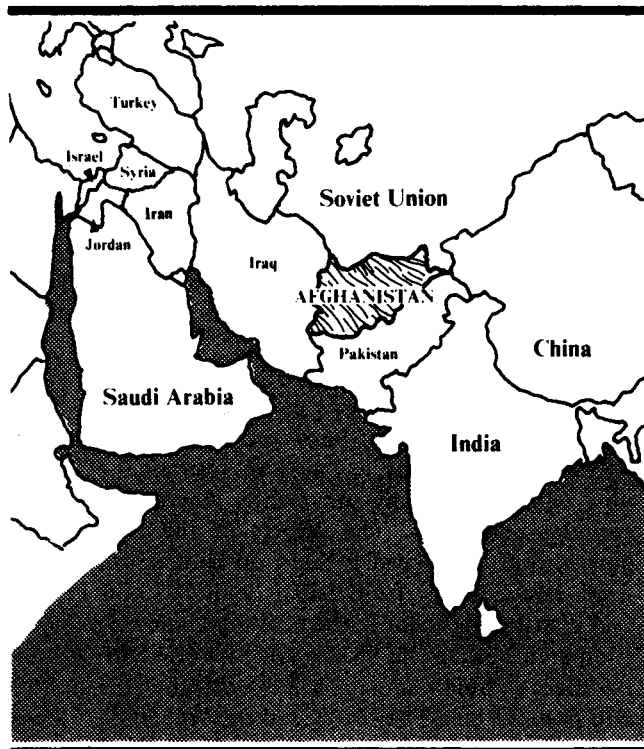 Turkey
Israel
Syria
Soviet Union
Iran
Jordan
Iraq
AFGHANISTAN
Pakistan
China
Saudi Arabia
India